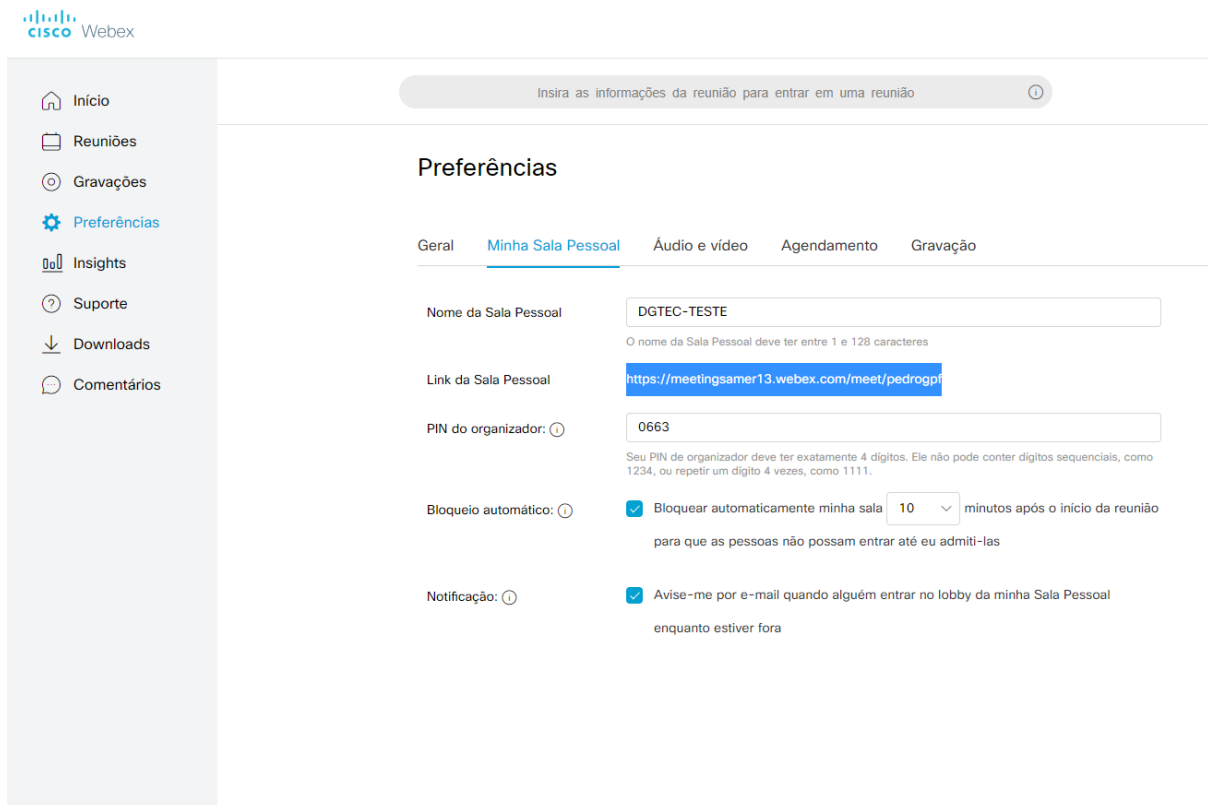 CISCO Webex
Insira as informações da reunião para entrar em uma reunião
Início
Reuniões
Gravações
Preferências
Insights
Suporte
Downloads
Comentários
Preferências
Geral Minha Sala Pessoal Áudio e vídeo Agendamento Gravação
Nome da Sala Pessoal DGTEC-TESTE
O nome da Sala Pessoal deve ter entre 1 e 128 caracteres
Link da Sala Pessoal https://meetingsamer13.webex.com/meet/pedrogpf
PIN do organizador: 0663
Seu PIN de organizador deve ter exatamente 4 dígitos. Ele não pode conter dígitos sequenciais, como
1234, ou repetir um dígito 4 vezes, como 1111.
Bloqueio automático: Bloquear automaticamente minha sala 10 minutos após o início da reunião
para que as pessoas não possam entrar até eu admiti-las
Notificação: Avise-me por e-mail quando alguém entrar no lobby da minha Sala Pessoal
enquanto estiver fora